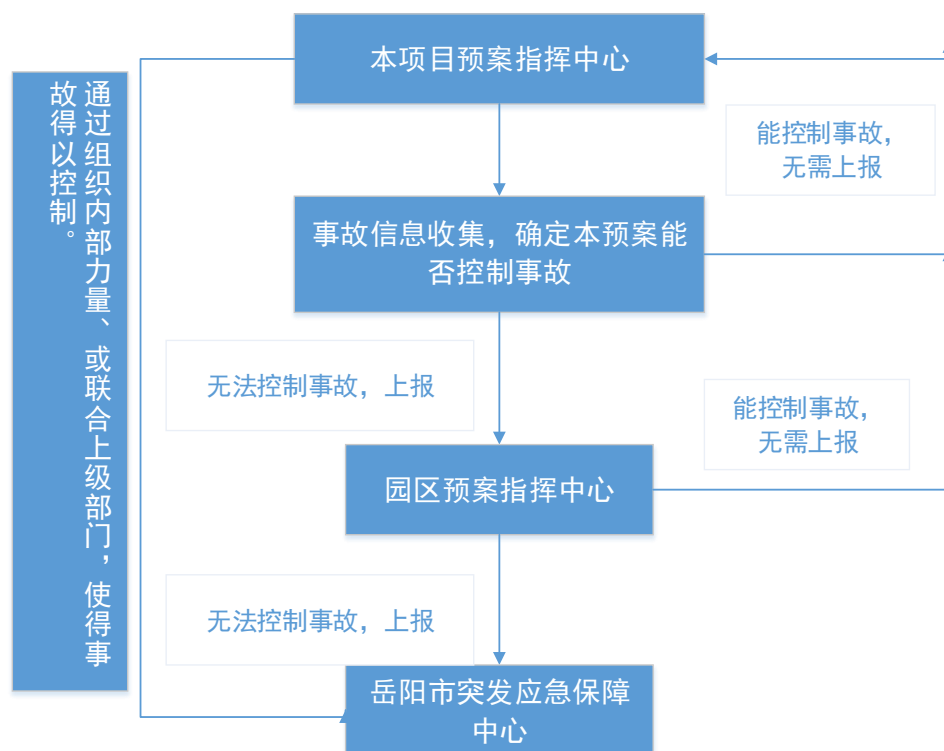 本项目预案指挥中心
通过组织内部力量、或联合上级部门，使得事
故得以控制。
能控制事故，
无需上报
事故信息收集，确定本预案能
否控制事故
无法控制事故，上报
能控制事故，
无需上报
园区预案指挥中心
无法控制事故，上报
岳阳市突发应急保障
中心